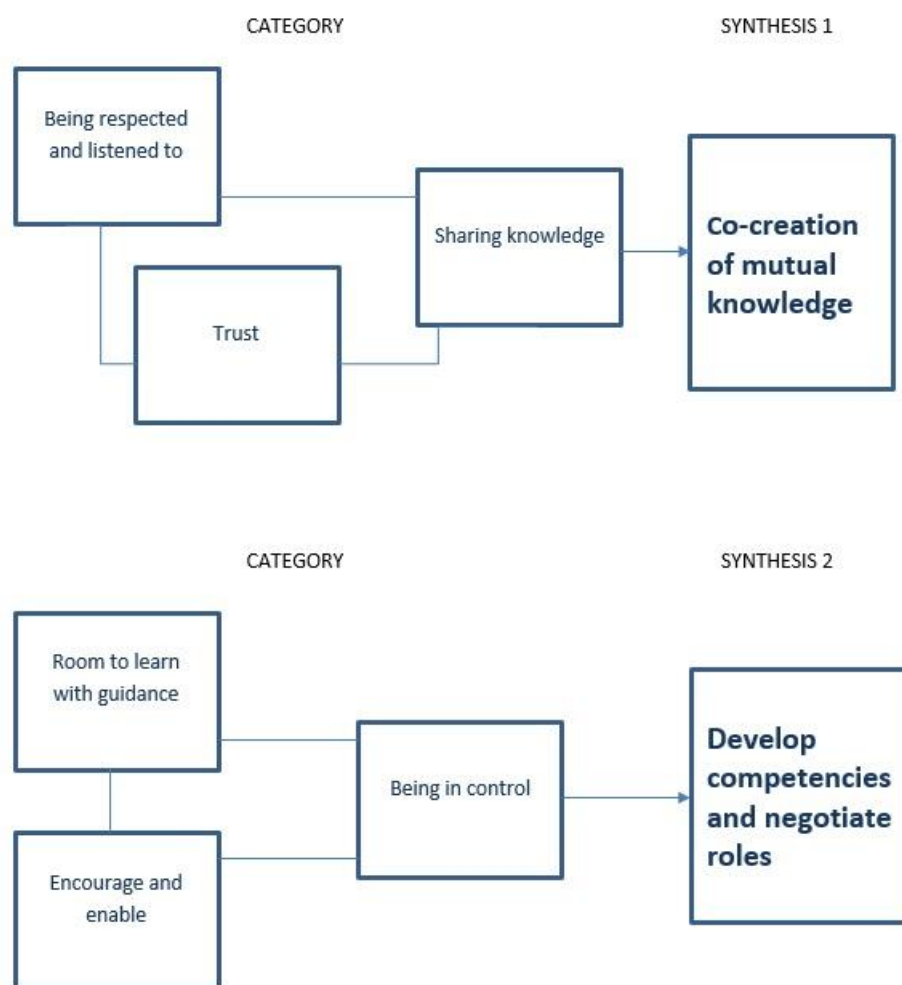 CATEGORY
SYNTHESIS 1
Being respected
and listened to
Sharing knowledge
Trust
Co-creation
of mutual
knowledge
CATEGORY
SYNTHESIS 2
Room to learn
with guidance
Being in control
Encourage and
enable
Develop
competencies
and negotiate
roles